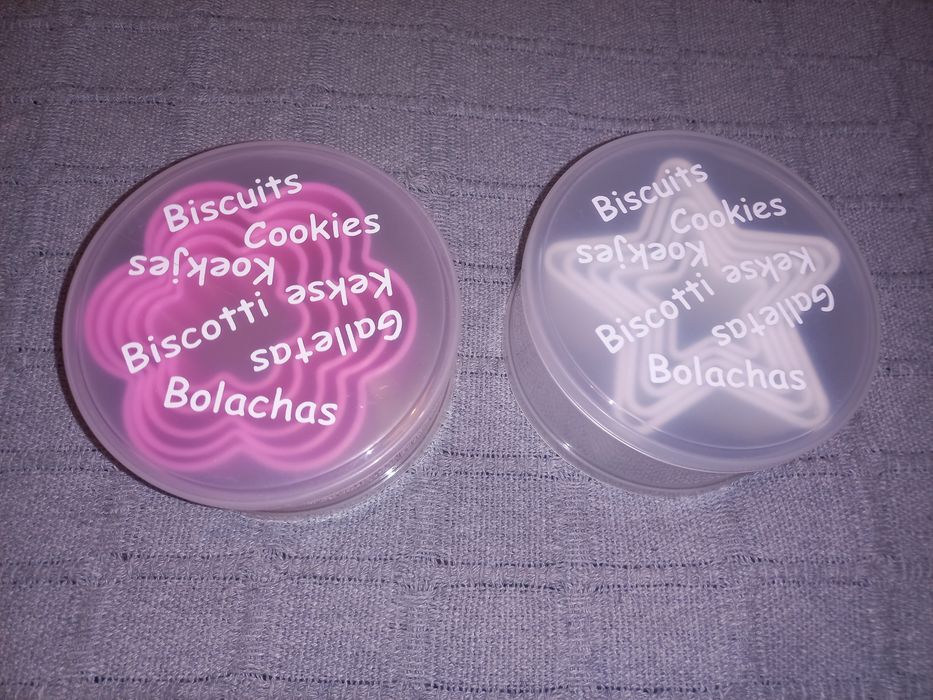 Biscuits
Cookies
Koekjes
Kekse
Biscotti
Galletas
Bolachas
Biscuits
Cookies
Koekjes
Kekse
Biscotti
Galletas
Bolachas